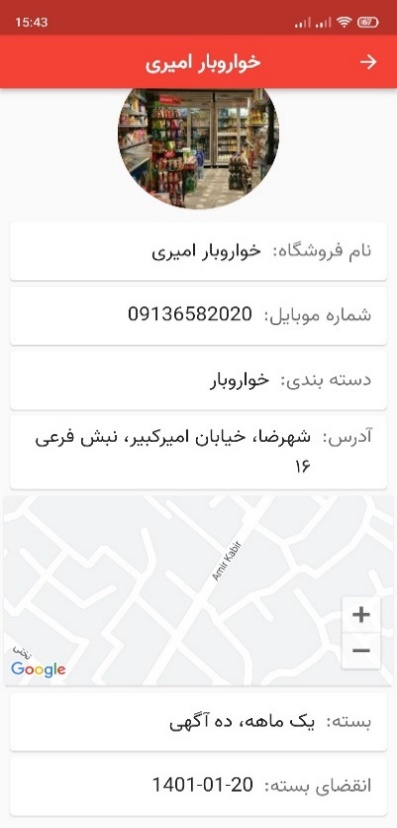 15:43
67
خواروبار امیری
نام فروشگاه: خواروبار امیری
شماره موبایل: 09136582020
دسته بندی: خواروبار
آدرس: شهرضا، خیابان امیرکبیر، نبش فرعی
۱۶
Amir Kabir
+
−
Google
بسته: یک ماهه، ده آگهی
انقضای بسته: 1401-01-20